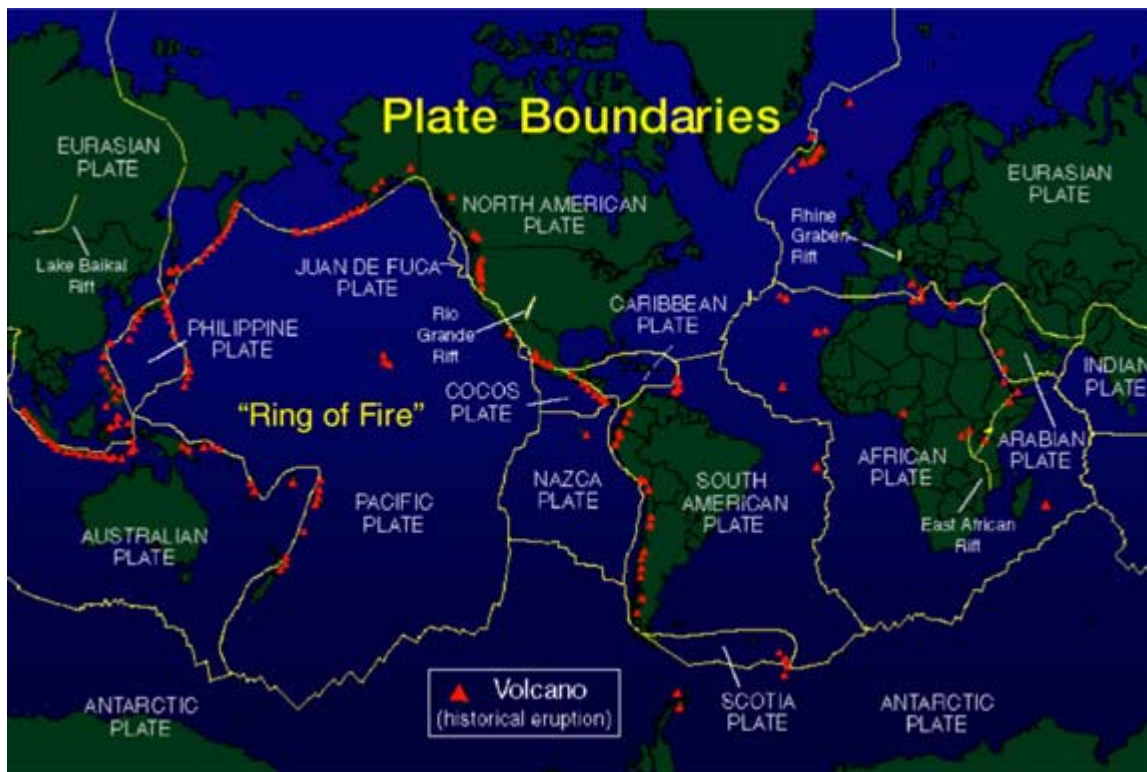 Plate Boundaries
EURASIAN
PLATE
Lake Baikal
Rift
PHILIPPINE
PLATE
"Ring of Fire"
AUSTRALIAN
PLATE
PACIFIC
PLATE
ANTARCTIC
PLATE
NORTH AMERICAN
PLATE
JUAN DE FUCA
PLATE
Rio
Grande
Rift
CARIBBEAN
PLATE
COCOS
PLATE
NAZCA
PLATE
SOUTH
AMERICAN
PLATE
Rhine
Graben
Rift
EURASIAN
PLATE
INDIAN
PLATE
ARABIAN
PLATE
AFRICAN
PLATE
East African
Rift
Volcano
(historical eruption)
SCOTIA
PLATE
ANTARCTIC
PLATE